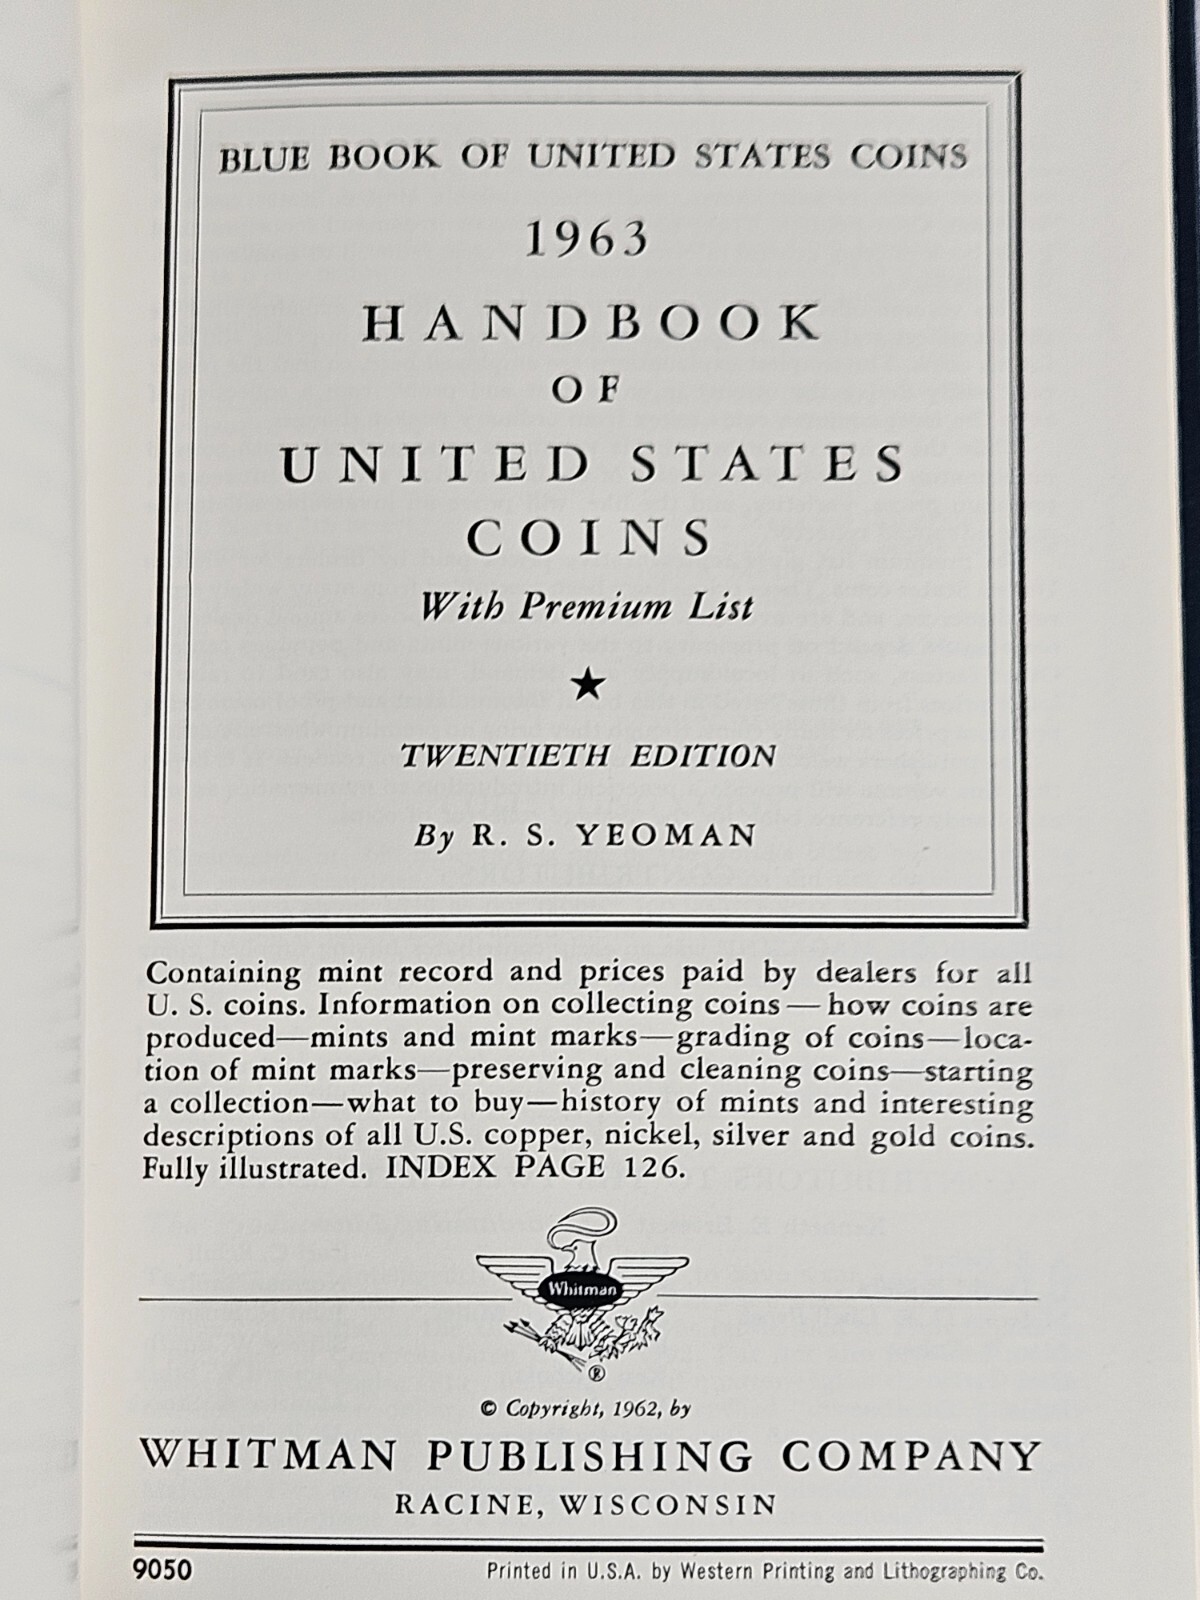 BLUE BOOK OF UNITED STATES COINS
1963
HANDBOOK
OF
UNITED STATES
COINS
With Premium List
★
TWENTIETH EDITION
By R. S. YEOMAN
Containing mint record and prices paid by dealers for all
U. S. coins. Information on collecting coins — how coins are
produced—mints and mint marks—grading of coins—loca-
tion of mint marks—preserving and cleaning coins—starting
a collection—what to buy—history of mints and interesting
descriptions of all U.S. copper, nickel, silver and gold coins.
Fully illustrated. INDEX PAGE 126.
Whitman
®
© Copyright, 1962, by
WHITMAN PUBLISHING COMPANY
RACINE, WISCONSIN
9050 Printed in U.S.A. by Western Printing and Lithographing Co.